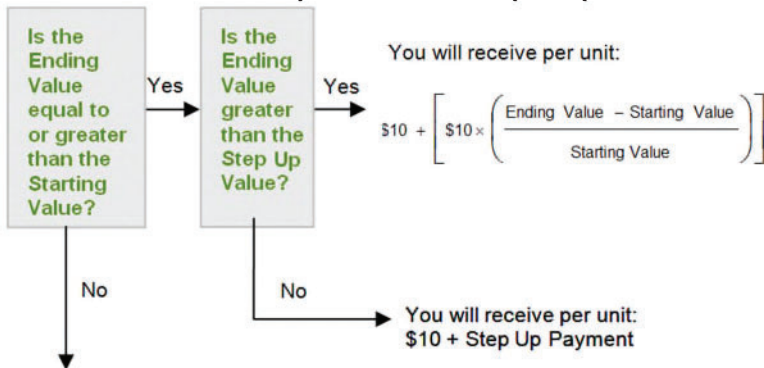 Is the
Ending
Value
equal to
or greater
than the
Starting
Value?
Yes
Is the
Ending
Value
greater
than the
Step Up
Value?
Yes
You will receive per unit:
$10 + [ $10 × ( Ending Value – Starting Value
Starting Value ) ]
No
No
You will receive per unit:
$10 + Step Up Payment